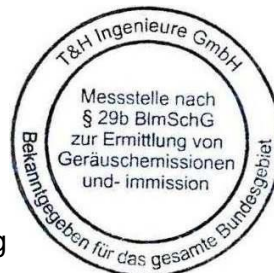 T&H Ingenieure GmbH
Messstelle nach
§ 29b BImSchG
zur Ermittlung von
Geräuschemissionen
und- immission
Bekanntgegeben für das gesamte Bundesgebiet
g